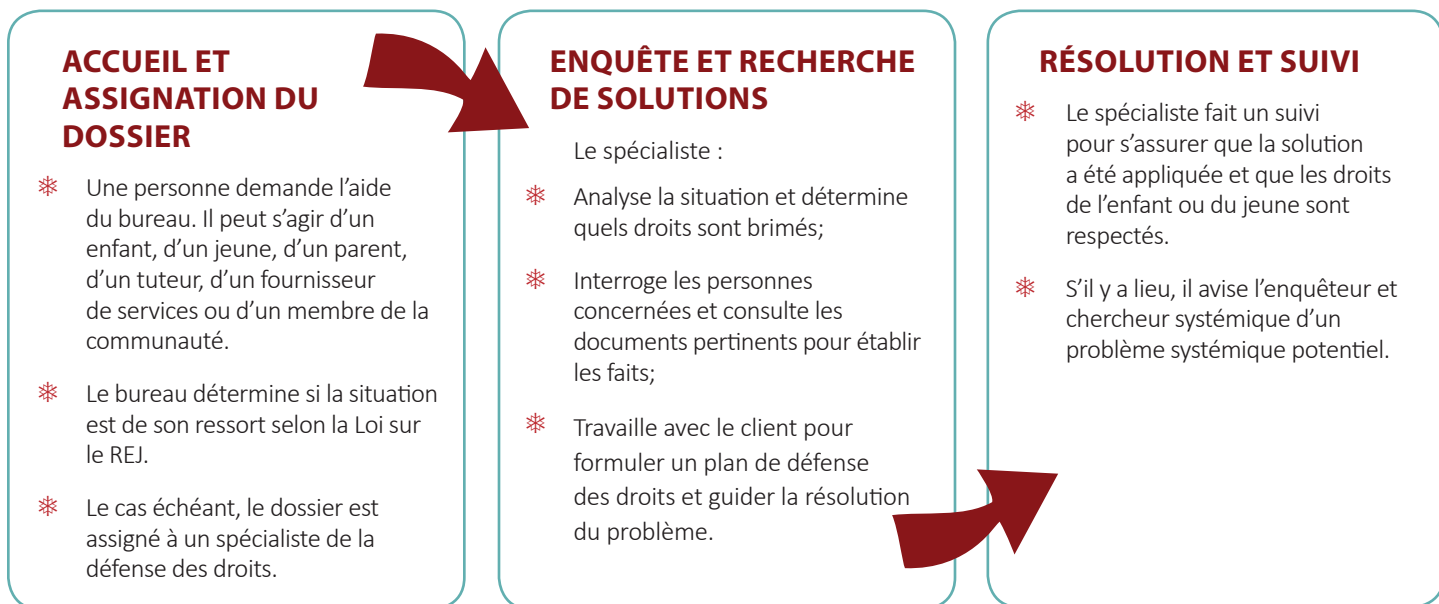 ACCUEIL ET
ASSIGNATION DU
DOSSIER
Une personne demande l’aide
du bureau. Il peut s’agir d’un
enfant, d’un jeune, d’un parent,
d’un tuteur, d’un fournisseur
de services ou d’un membre de la
communauté.
Le bureau détermine si la situation
est de son ressort selon la Loi sur
le REJ.
Le cas échéant, le dossier est
assigné à un spécialiste de la
défense des droits.
ENQUÊTE ET RECHERCHE
DE SOLUTIONS
Le spécialiste :
Analyse la situation et détermine
quels droits sont brimés;
Interroge les personnes
concernées et consulte les
documents pertinents pour établir
les faits;
Travaille avec le client pour
formuler un plan de défense
des droits et guider la résolution
du problème.
RÉSOLUTION ET SUIVI
Le spécialiste fait un suivi
pour s’assurer que la solution
a été appliquée et que les droits
de l’enfant ou du jeune sont
respectés.
S’il y a lieu, il avise l’enquêteur et
chercheur systémique d’un
problème systémique potentiel.